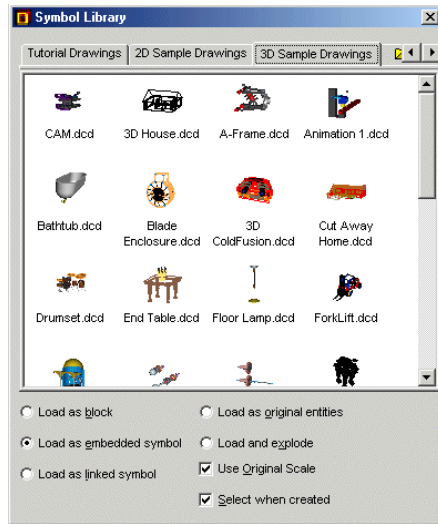 Symbol Library
Tutorial Drawings 2D Sample Drawings 3D Sample Drawings
CAM.dcd 3D House.dcd A-Frame.dcd Animation 1.dcd
Bathtub.dcd Blade Enclosure.dcd 3D ColdFusion.dcd Cut Away Home.dcd
Drumset.dcd End Table.dcd Floor Lamp.dcd ForkLift.dcd
Load as block Load as original entities
Load as embedded symbol Load and explode
Load as linked symbol Use Original Scale
Select when created